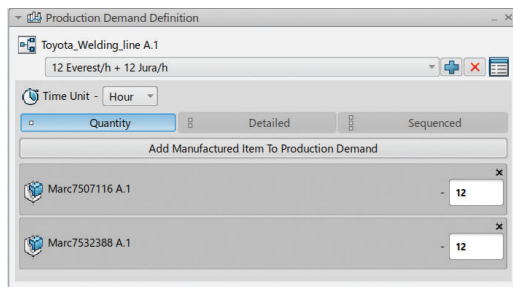 Production Demand Definition
Toyota_Welding_line A.1
12 Everest/h + 12 Jura/h
Time Unit - Hour
Quantity Detailed Sequenced
Add Manufactured Item To Production Demand
Marc7507116 A.1 - 12
Marc7532388 A.1 - 12